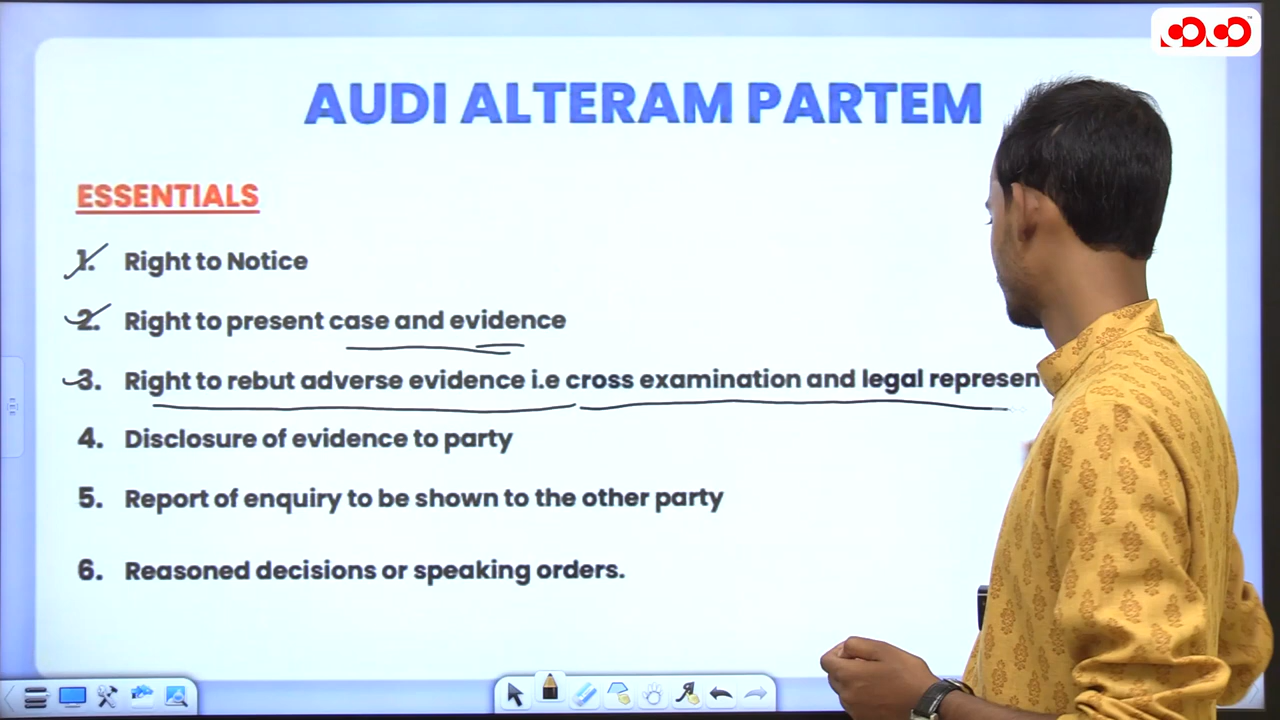 AUDI ALTERAM PARTEM
ESSENTIALS
1. Right to Notice
2. Right to present case and evidence
3. Right to rebut adverse evidence i.e cross examination and legal represen
4. Disclosure of evidence to party
5. Report of enquiry to be shown to the other party
6. Reasoned decisions or speaking orders.